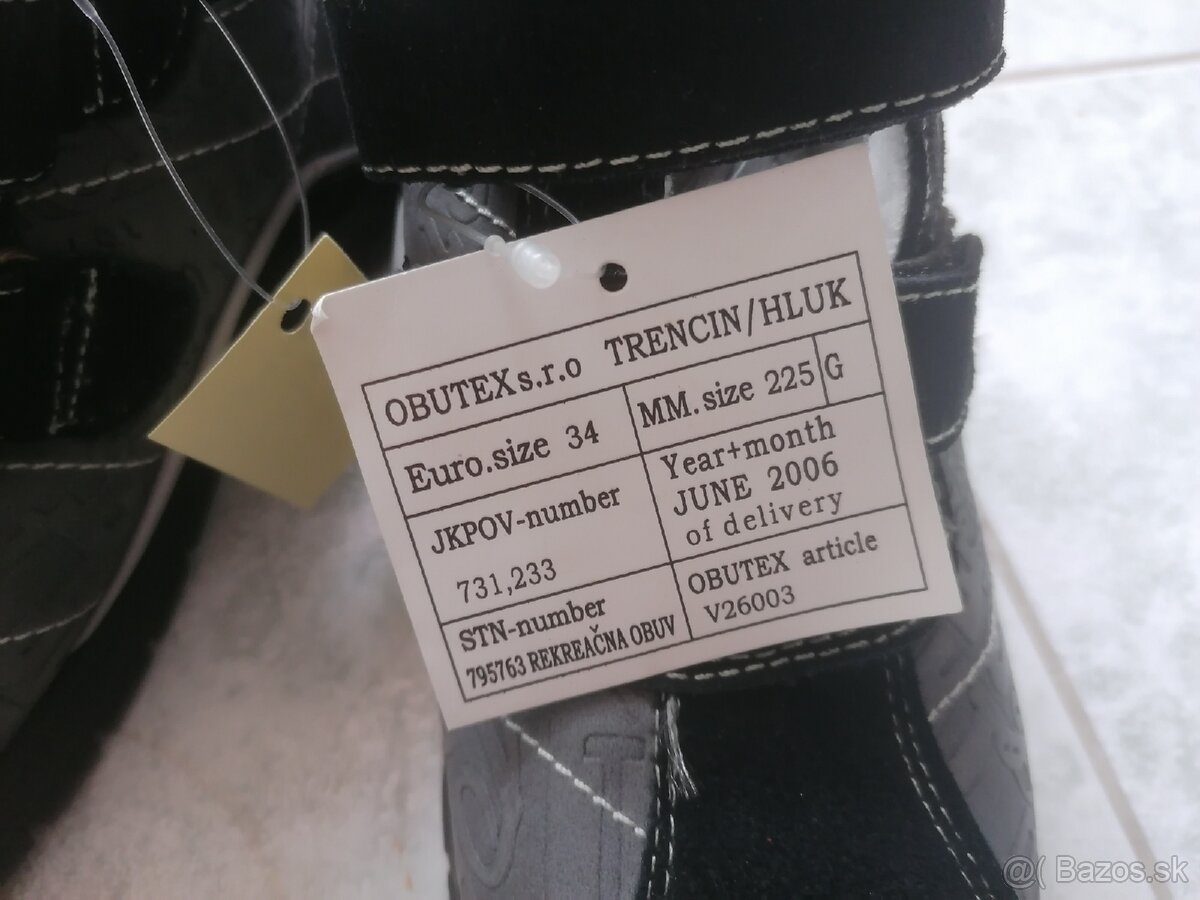 OBUTEX s.r.o TRENCIN/HLUK
Euro.size 34
MM.size 225 G
JKPOV-number
731,233
Year+month
JUNE 2006
of delivery
STN-number
795763 REKREAČNA OBUV
OBUTEX article
V26003
@( Bazos.sk